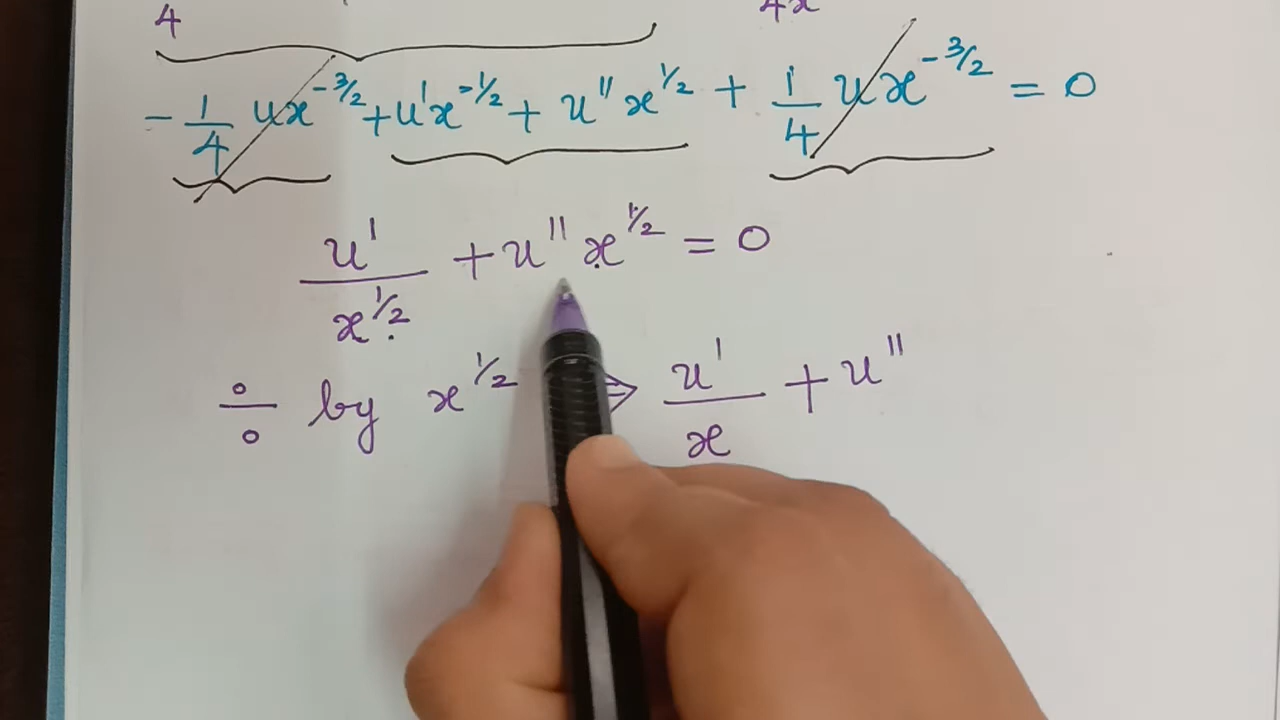 4 4x
-1/4 ux^{-3/2} + u'x^{-1/2} + u''x^{1/2} + 1/4 ux^{-3/2} = 0
u'/x^{1/2} + u''x^{1/2} = 0
÷ by x^{1/2} ⇒ u'/x + u''